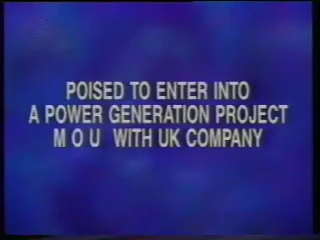 POISED TO ENTER INTO
A POWER GENERATION PROJECT
M O U WITH UK COMPANY